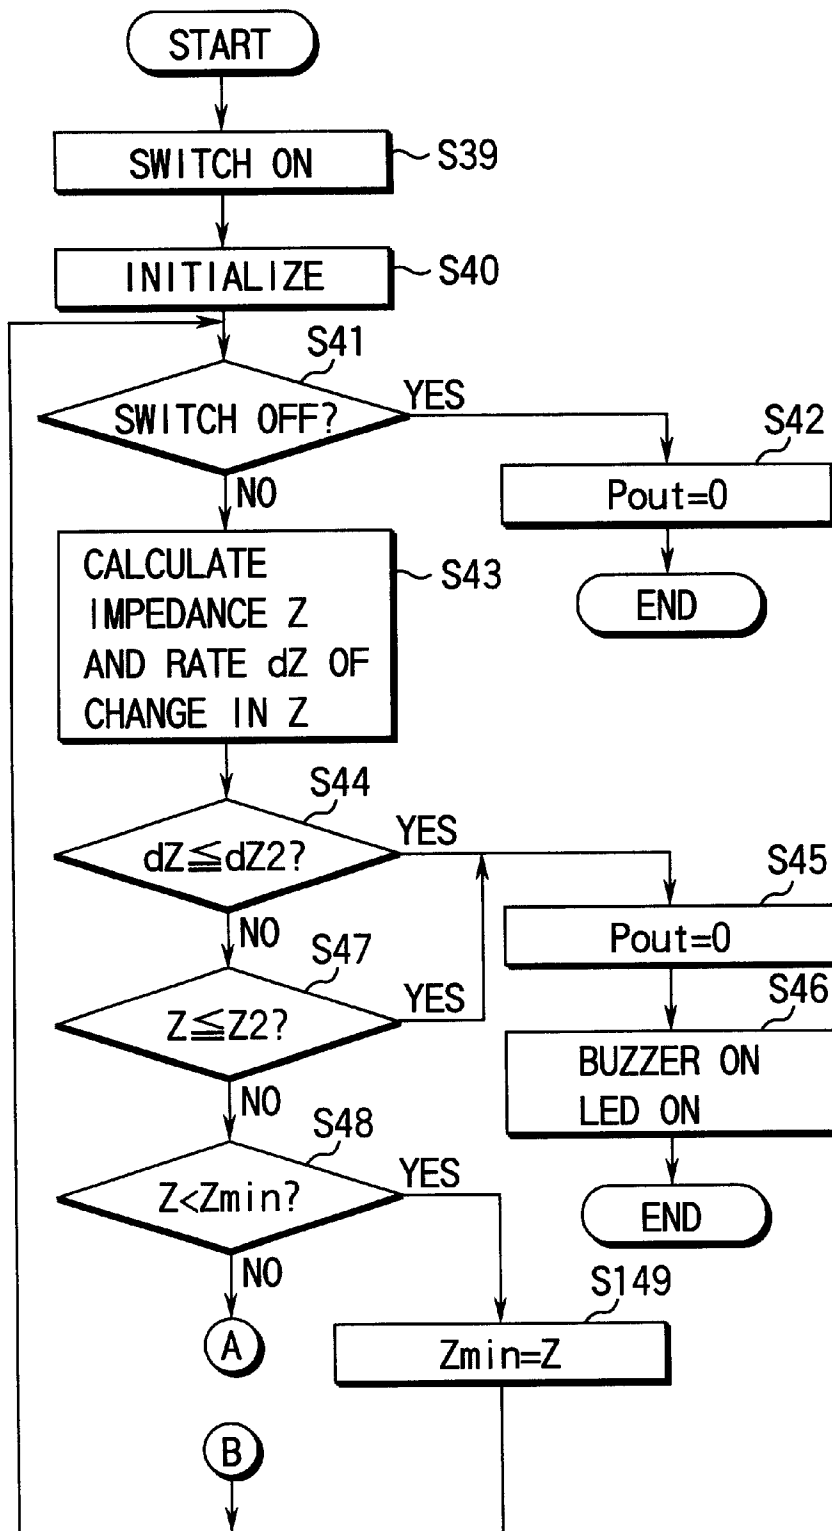 START
SWITCH ON
S39
INITIALIZE
S40
S41
SWITCH OFF?
YES
NO
S42
Pout=0
END
CALCULATE
IMPEDANCE Z
AND RATE dZ OF
CHANGE IN Z
S43
S44
dZ≦dZ2?
YES
NO
S45
Pout=0
S47
Z≦Z2?
YES
NO
S46
BUZZER ON
LED ON
END
S48
Z<Zmin?
YES
NO
A
S149
Zmin=Z
B